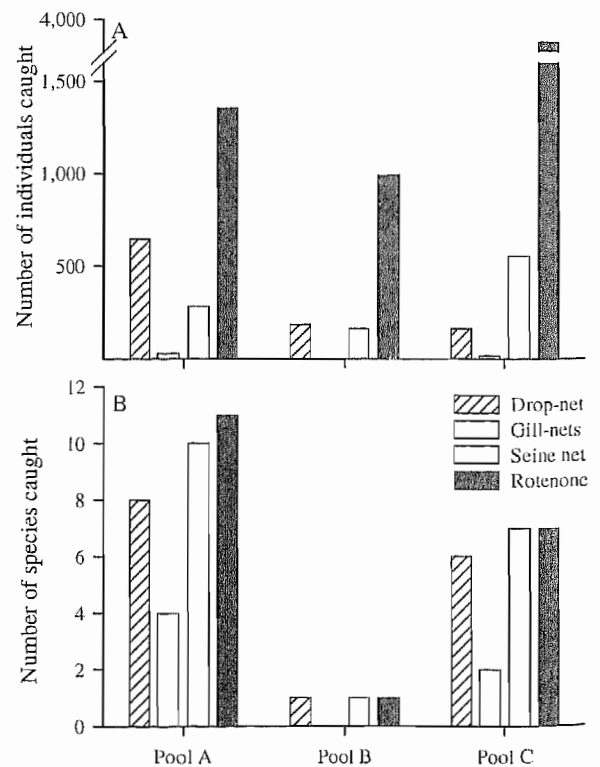 4,000
A
1,500
1,000
500
Number of individuals caught
12
B
10
8
6
4
2
0
Number of species caught
Drop-net
Gill-nets
Seine net
Rotenone
Pool A
Pool B
Pool C